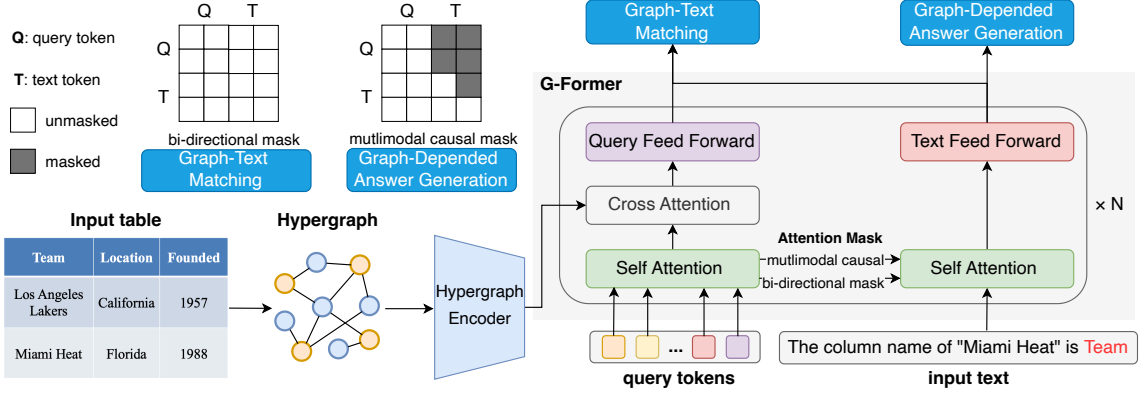 Q: query token
T: text token
unmasked
masked
Q T
Q
T
bi-directional mask
Graph-Text
Matching
Q T
Q
T
mutlimodal causal mask
Graph-Depended
Answer Generation
Input table
Team Location Founded
Los Angeles
Lakers
California 1957
Miami Heat Florida 1988
Hypergraph
Hypergraph
Encoder
Graph-Text
Matching
Graph-Depended
Answer Generation
G-Former
Query Feed Forward
Text Feed Forward
Cross Attention
× N
Self Attention
Attention Mask
mutlimodal causal
bi-directional mask
Self Attention
...
query tokens
The column name of "Miami Heat" is Team
input text